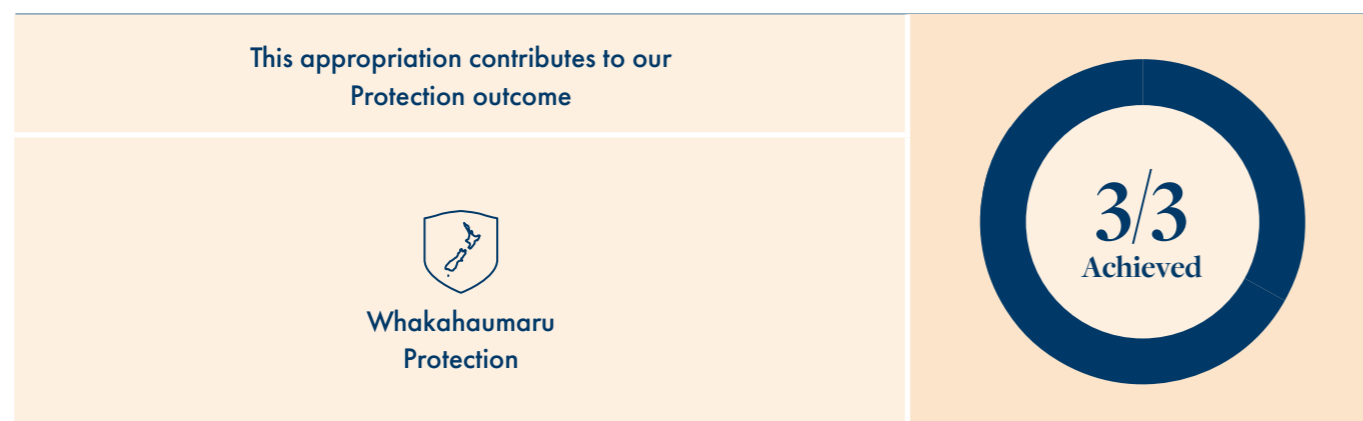 This appropriation contributes to our
Protection outcome
Whakahaumaru
Protection
3/3
Achieved